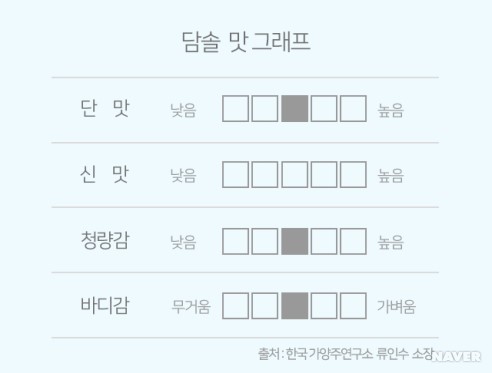 담솔 맛 그래프
단 맛 낮음 높음
신 맛 낮음 높음
청량감 낮음 높음
바디감 무거움 가벼움
출처 : 한국가양주연구소 류인수 소장
NAVER